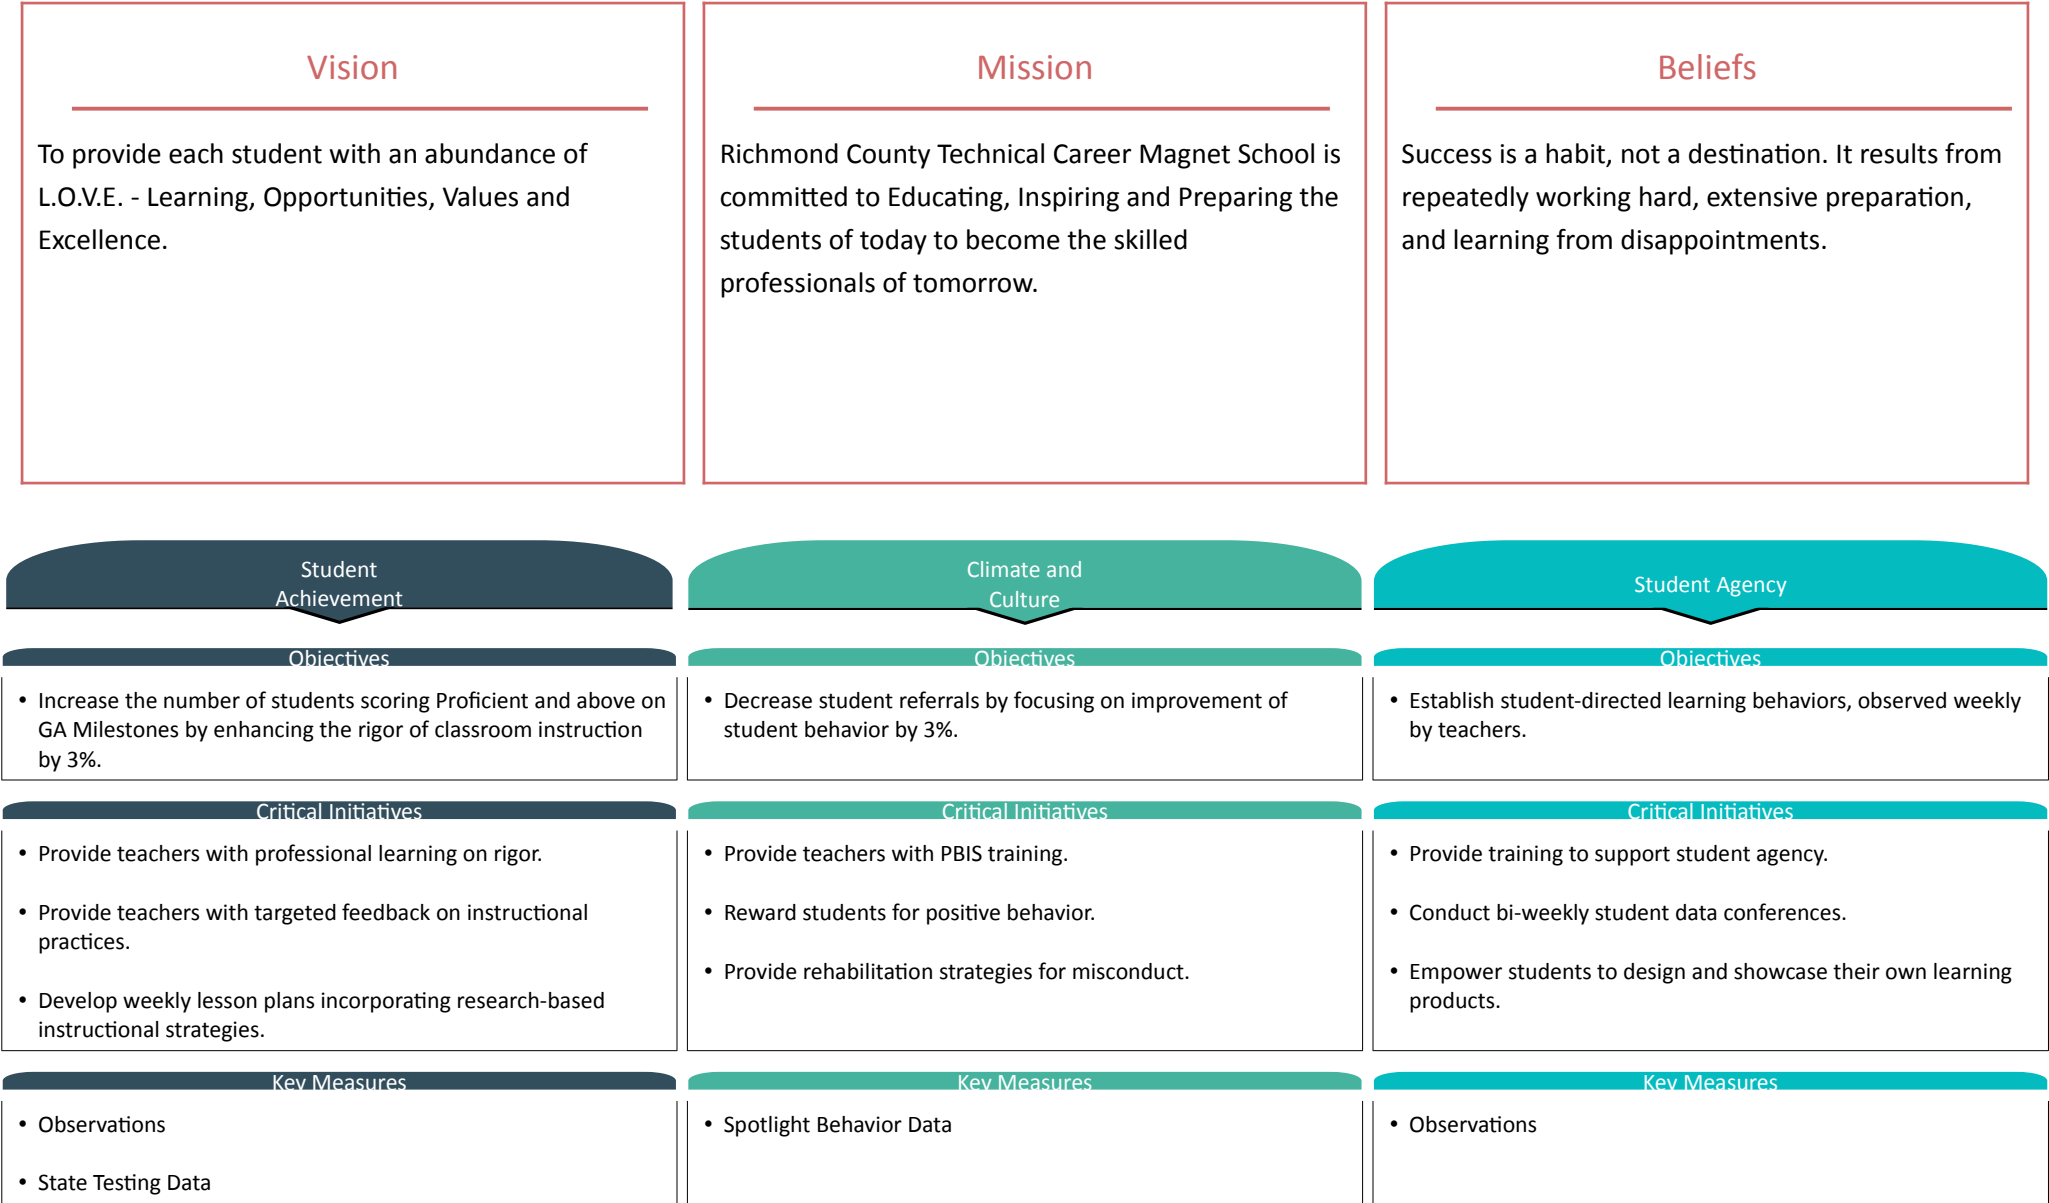 Vision
To provide each student with an abundance of
L.O.V.E. - Learning, Opportunities, Values and
Excellence.
Mission
Richmond County Technical Career Magnet School is
committed to Educating, Inspiring and Preparing the
students of today to become the skilled
professionals of tomorrow.
Beliefs
Success is a habit, not a destination. It results from
repeatedly working hard, extensive preparation,
and learning from disappointments.
Student
Achievement
Objectives
• Increase the number of students scoring Proficient and above on
GA Milestones by enhancing the rigor of classroom instruction
by 3%.
Critical Initiatives
• Provide teachers with professional learning on rigor.
• Provide teachers with targeted feedback on instructional
practices.
• Develop weekly lesson plans incorporating research-based
instructional strategies.
Key Measures
• Observations
• State Testing Data
Climate and
Culture
Objectives
• Decrease student referrals by focusing on improvement of
student behavior by 3%.
Critical Initiatives
• Provide teachers with PBIS training.
• Reward students for positive behavior.
• Provide rehabilitation strategies for misconduct.
Key Measures
• Spotlight Behavior Data
Student Agency
Objectives
• Establish student-directed learning behaviors, observed weekly
by teachers.
Critical Initiatives
• Provide training to support student agency.
• Conduct bi-weekly student data conferences.
• Empower students to design and showcase their own learning
products.
Key Measures
• Observations